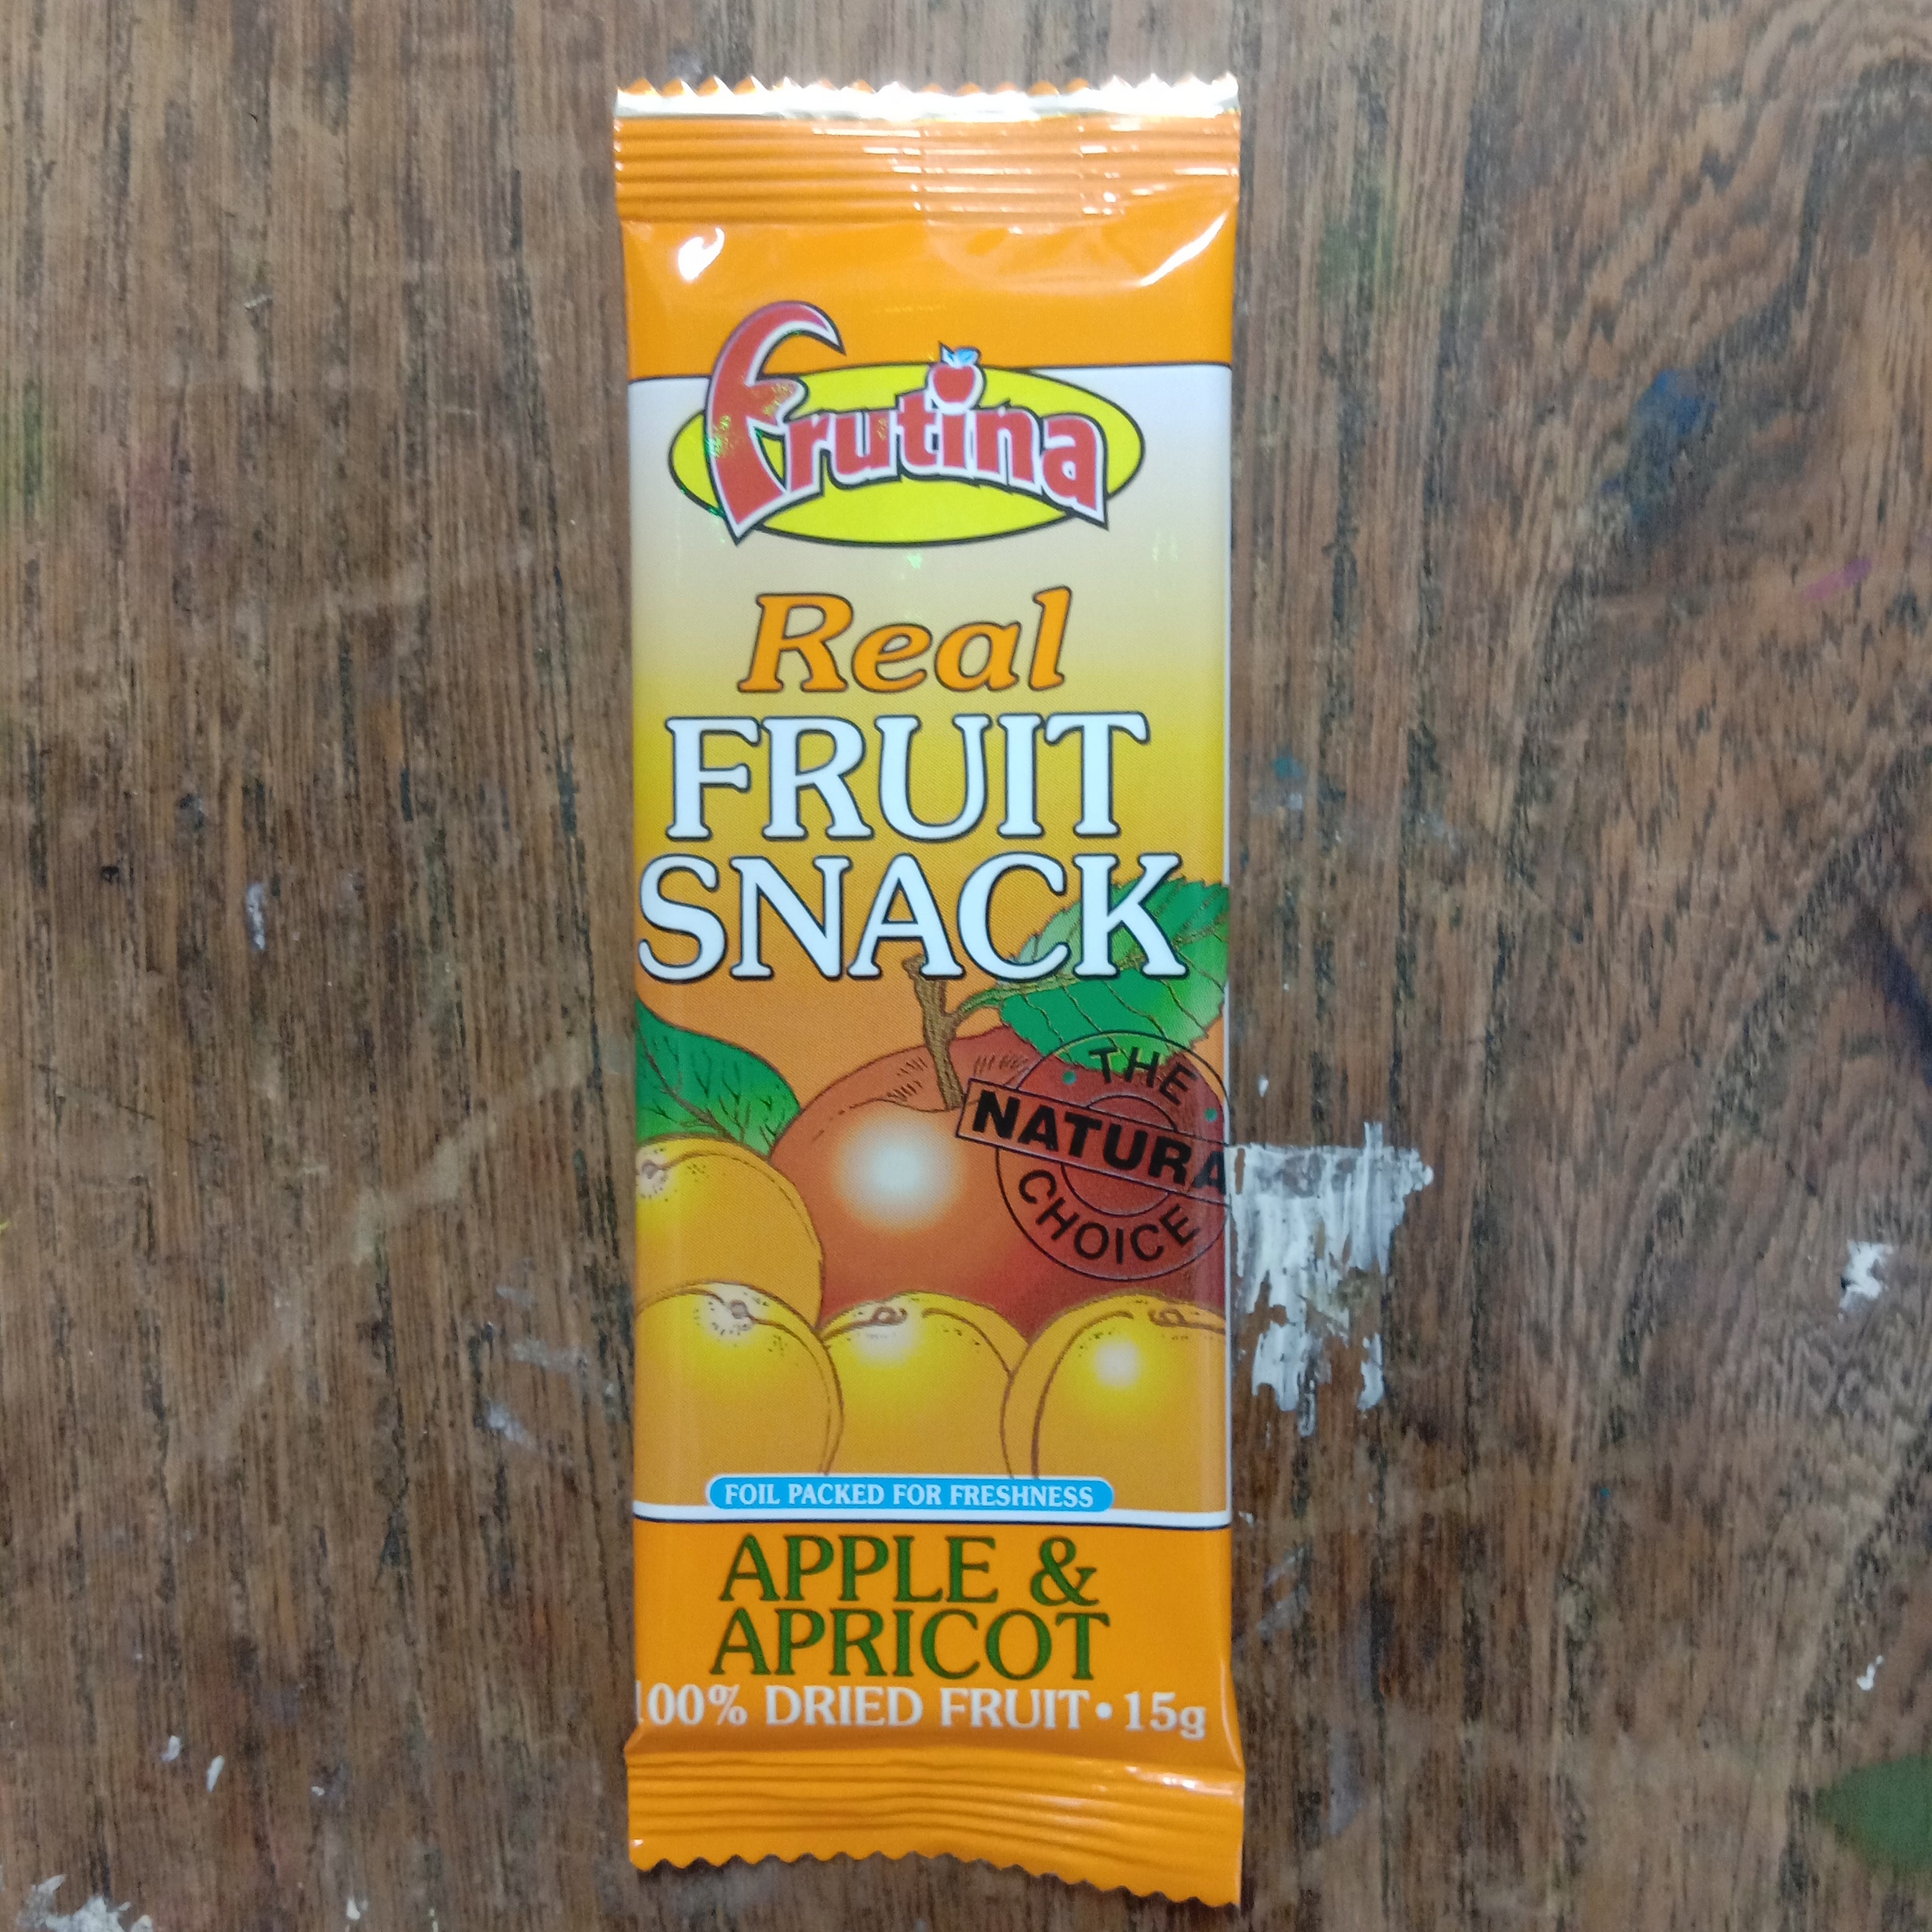 Frutina
Real
FRUIT
SNACK
THE
NATURA
CHOICE
FOIL PACKED FOR FRESHNESS
APPLE &
APRICOT
100% DRIED FRUIT • 15g